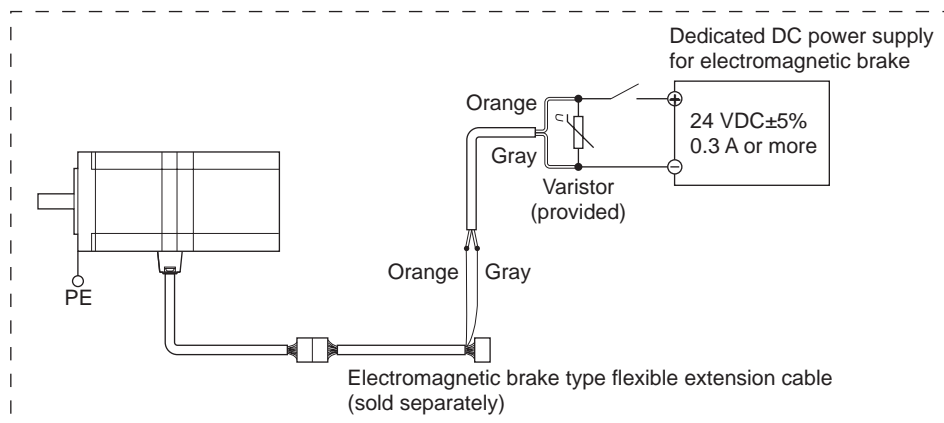 Dedicated DC power supply
for electromagnetic brake
Orange
24 VDC±5%
0.3 A or more
Gray
Varistor
(provided)
Orange
Gray
PE
Electromagnetic brake type flexible extension cable
(sold separately)